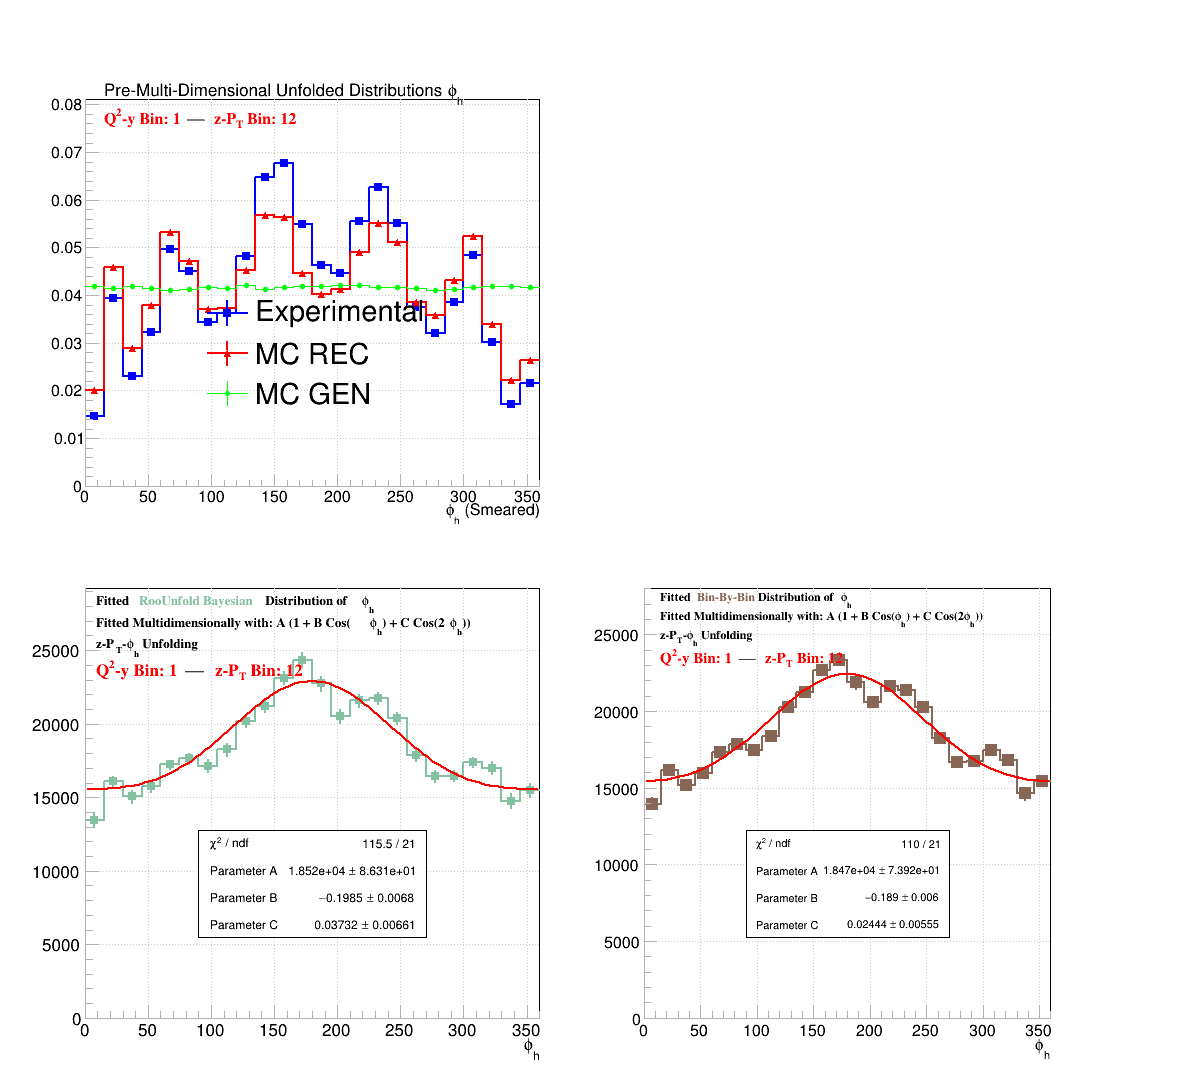 Pre-Multi-Dimensional Unfolded Distributions ϕh
Q2-y Bin: 1 — z-PT Bin: 12
0.08
0.07
0.06
0.05
0.04
0.03
0.02
0.01
0
Experimental
MC REC
MC GEN
0 50 100 150 200 250 300 350
ϕh (Smeared)
Fitted RooUnfold Bayesian Distribution of ϕh
Fitted Multidimensionally with: A (1 + B Cos( ϕh) + C Cos(2 ϕh))
z-PT-ϕh Unfolding
Q2-y Bin: 1 — z-PT Bin: 12
25000
20000
15000
10000
5000
0
χ2 / ndf 115.5 / 21
Parameter A 1.852e+04 ± 8.631e+01
Parameter B −0.1985 ± 0.0068
Parameter C 0.03732 ± 0.00661
0 50 100 150 200 250 300 350
ϕh
Fitted Bin-By-Bin Distribution of ϕh
Fitted Multidimensionally with: A (1 + B Cos(ϕh) + C Cos(2ϕh))
z-PT-ϕh Unfolding
Q2-y Bin: 1 — z-PT Bin: 12
25000
20000
15000
10000
5000
0
χ2 / ndf 110 / 21
Parameter A 1.847e+04 ± 7.392e+01
Parameter B −0.189 ± 0.006
Parameter C 0.02444 ± 0.00555
0 50 100 150 200 250 300 350
ϕh